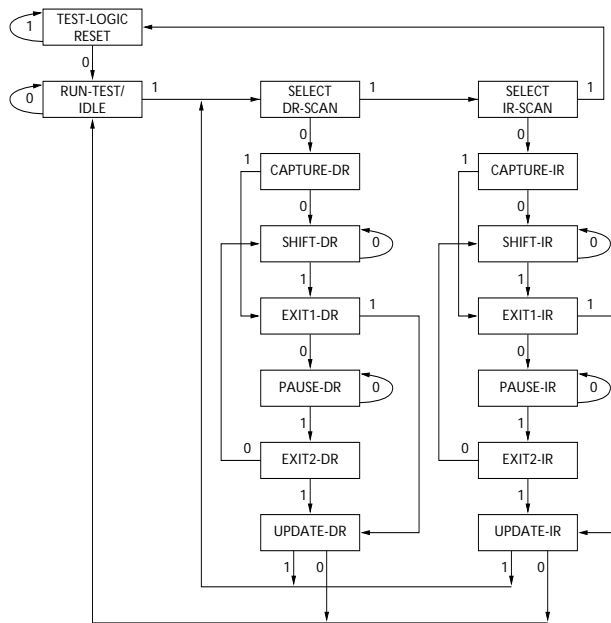 TEST-LOGIC
RESET
1
0
RUN-TEST/
IDLE
0
1
SELECT
DR-SCAN
1
SELECT
IR-SCAN
1
0
0
1
CAPTURE-DR
1
CAPTURE-IR
0
0
SHIFT-DR
0
SHIFT-IR
0
1
1
EXIT1-DR
1
EXIT1-IR
1
0
0
PAUSE-DR
0
PAUSE-IR
0
1
1
0
EXIT2-DR
0
EXIT2-IR
1
1
UPDATE-DR
UPDATE-IR
1
0
1
0